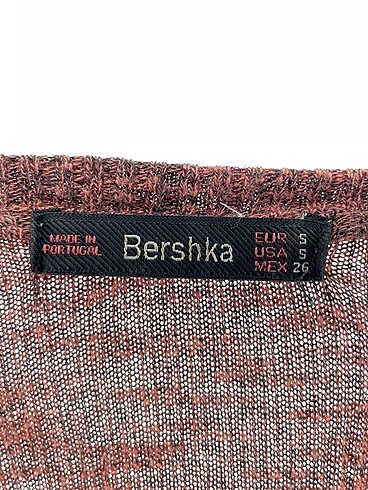 MADE IN
PORTUGAL
Bershka
EUR S
USA S
MEX 26